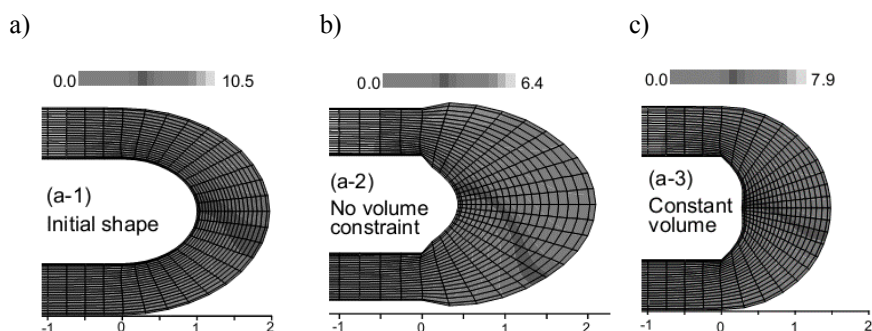 a)
b)
c)
0.0 10.5
0.0 6.4
0.0 7.9
(a-1)
Initial shape
(a-2)
No volume
constraint
(a-3)
Constant
volume
-1 0 1 2
-1 0 1 2
-1 0 1 2